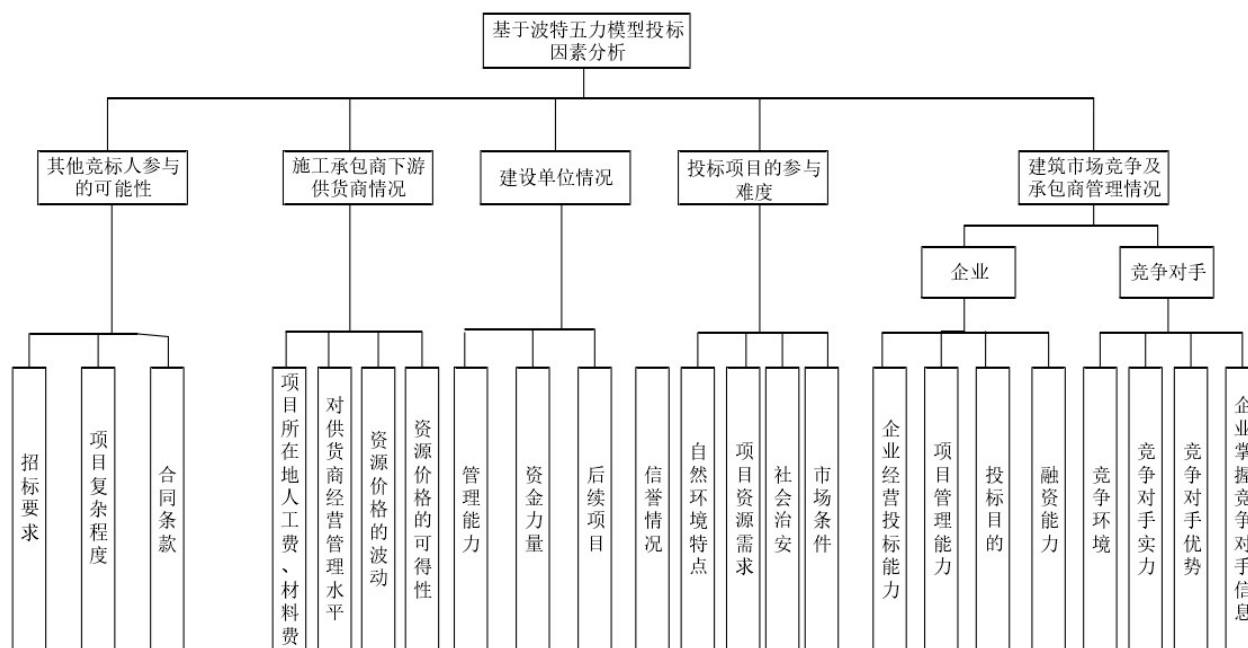 基于波特五力模型投标
因素分析
其他竞标人参与
的可能性
施工承包商下游
供货商情况
建设单位情况
投标项目的参与
难度
建筑市场竞争及
承包商管理情况
企业
竞争对手
招标要求
项目复杂程度
合同条款
项目所在地人工费、材料费
对供货商经营管理水平
资源价格的波动
资源价格的可得性
管理能力
资金力量
后续项目
信誉情况
自然环境特点
项目资源需求
社会治安
市场条件
企业经营投标能力
项目管理能力
投标目的
融资能力
竞争环境
竞争对手实力
竞争对手优势
企业掌握竞争对手信息